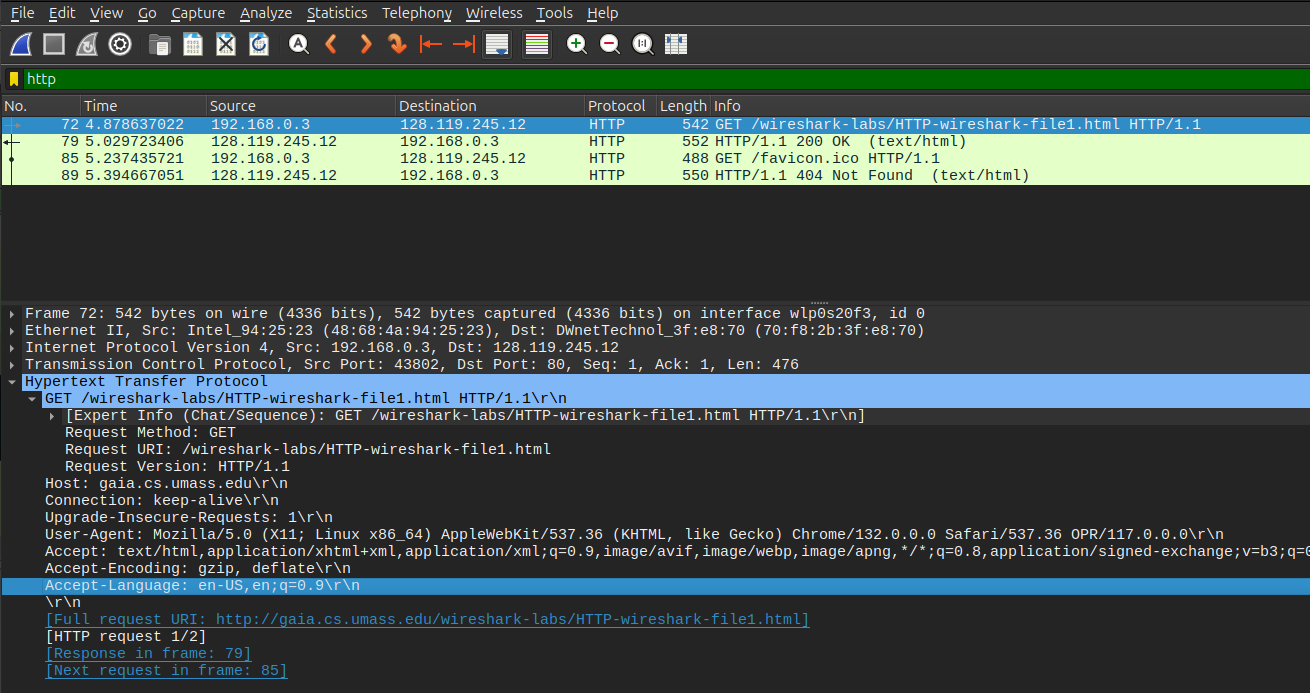 File Edit View Go Capture Analyze Statistics Telephony Wireless Tools Help
http
No. Time Source Destination Protocol Length Info
72 4.878637022 192.168.0.3 128.119.245.12 HTTP 542 GET /wireshark-labs/HTTP-wireshark-file1.html HTTP/1.1
79 5.029723406 128.119.245.12 192.168.0.3 HTTP 552 HTTP/1.1 200 OK  (text/html)
85 5.237435721 192.168.0.3 128.119.245.12 HTTP 488 GET /favicon.ico HTTP/1.1
89 5.394667051 128.119.245.12 192.168.0.3 HTTP 550 HTTP/1.1 404 Not Found  (text/html)
Frame 72: 542 bytes on wire (4336 bits), 542 bytes captured (4336 bits) on interface wlp0s20f3, id 0
Ethernet II, Src: Intel_94:25:23 (48:68:4a:94:25:23), Dst: DWnetTechnol_3f:e8:70 (70:f8:2b:3f:e8:70)
Internet Protocol Version 4, Src: 192.168.0.3, Dst: 128.119.245.12
Transmission Control Protocol, Src Port: 43802, Dst Port: 80, Seq: 1, Ack: 1, Len: 476
Hypertext Transfer Protocol
GET /wireshark-labs/HTTP-wireshark-file1.html HTTP/1.1\r\n
[Expert Info (Chat/Sequence): GET /wireshark-labs/HTTP-wireshark-file1.html HTTP/1.1\r\n]
Request Method: GET
Request URI: /wireshark-labs/HTTP-wireshark-file1.html
Request Version: HTTP/1.1
Host: gaia.cs.umass.edu\r\n
Connection: keep-alive\r\n
Upgrade-Insecure-Requests: 1\r\n
User-Agent: Mozilla/5.0 (X11; Linux x86_64) AppleWebKit/537.36 (KHTML, like Gecko) Chrome/132.0.0.0 Safari/537.36 OPR/117.0.0.0\r\n
Accept: text/html,application/xhtml+xml,application/xml;q=0.9,image/avif,image/webp,image/apng,*/*;q=0.8,application/signed-exchange;v=b3;q=0
Accept-Encoding: gzip, deflate\r\n
Accept-Language: en-US,en;q=0.9\r\n
\r\n
[Full request URI: http://gaia.cs.umass.edu/wireshark-labs/HTTP-wireshark-file1.html]
[HTTP request 1/2]
[Response in frame: 79]
[Next request in frame: 85]